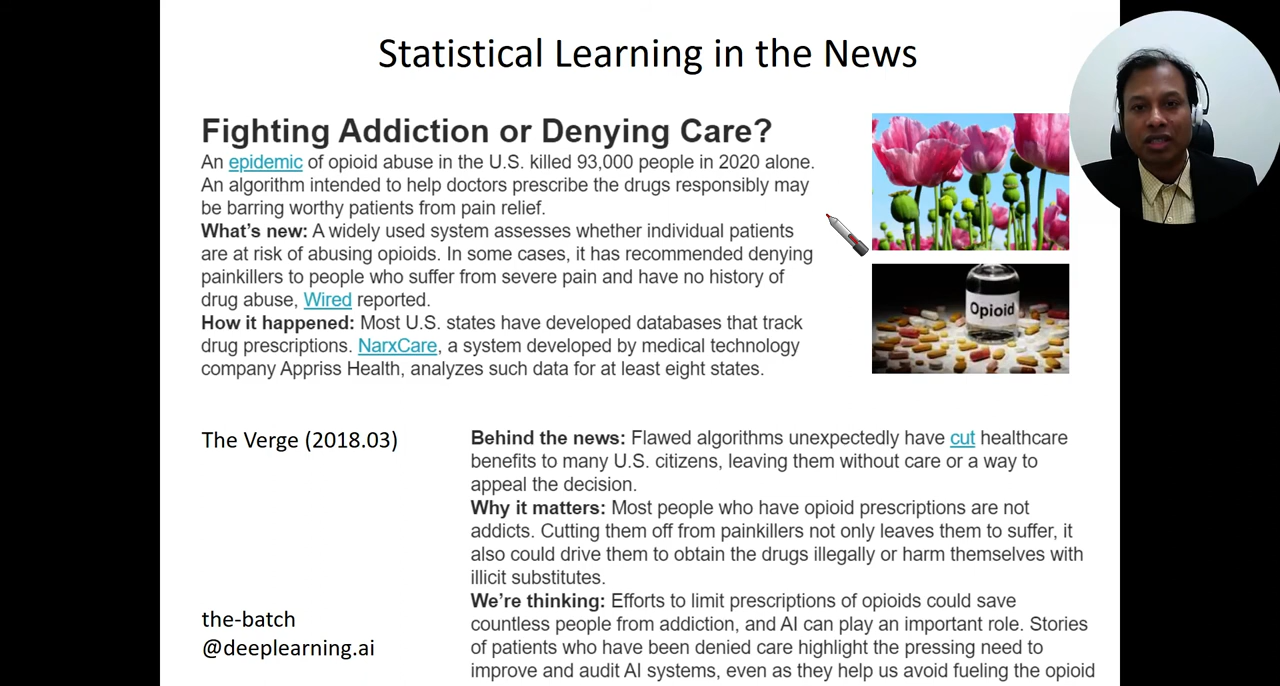 Statistical Learning in the News
Fighting Addiction or Denying Care?
An epidemic of opioid abuse in the U.S. killed 93,000 people in 2020 alone.
An algorithm intended to help doctors prescribe the drugs responsibly may
be barring worthy patients from pain relief.
What's new: A widely used system assesses whether individual patients
are at risk of abusing opioids. In some cases, it has recommended denying
painkillers to people who suffer from severe pain and have no history of
drug abuse, Wired reported.
How it happened: Most U.S. states have developed databases that track
drug prescriptions. NarxCare, a system developed by medical technology
company Appriss Health, analyzes such data for at least eight states.
Opioid
The Verge (2018.03)
Behind the news: Flawed algorithms unexpectedly have cut healthcare
benefits to many U.S. citizens, leaving them without care or a way to
appeal the decision.
Why it matters: Most people who have opioid prescriptions are not
addicts. Cutting them off from painkillers not only leaves them to suffer, it
also could drive them to obtain the drugs illegally or harm themselves with
illicit substitutes.
We're thinking: Efforts to limit prescriptions of opioids could save
countless people from addiction, and AI can play an important role. Stories
of patients who have been denied care highlight the pressing need to
improve and audit AI systems, even as they help us avoid fueling the opioid
the-batch
@deeplearning.ai